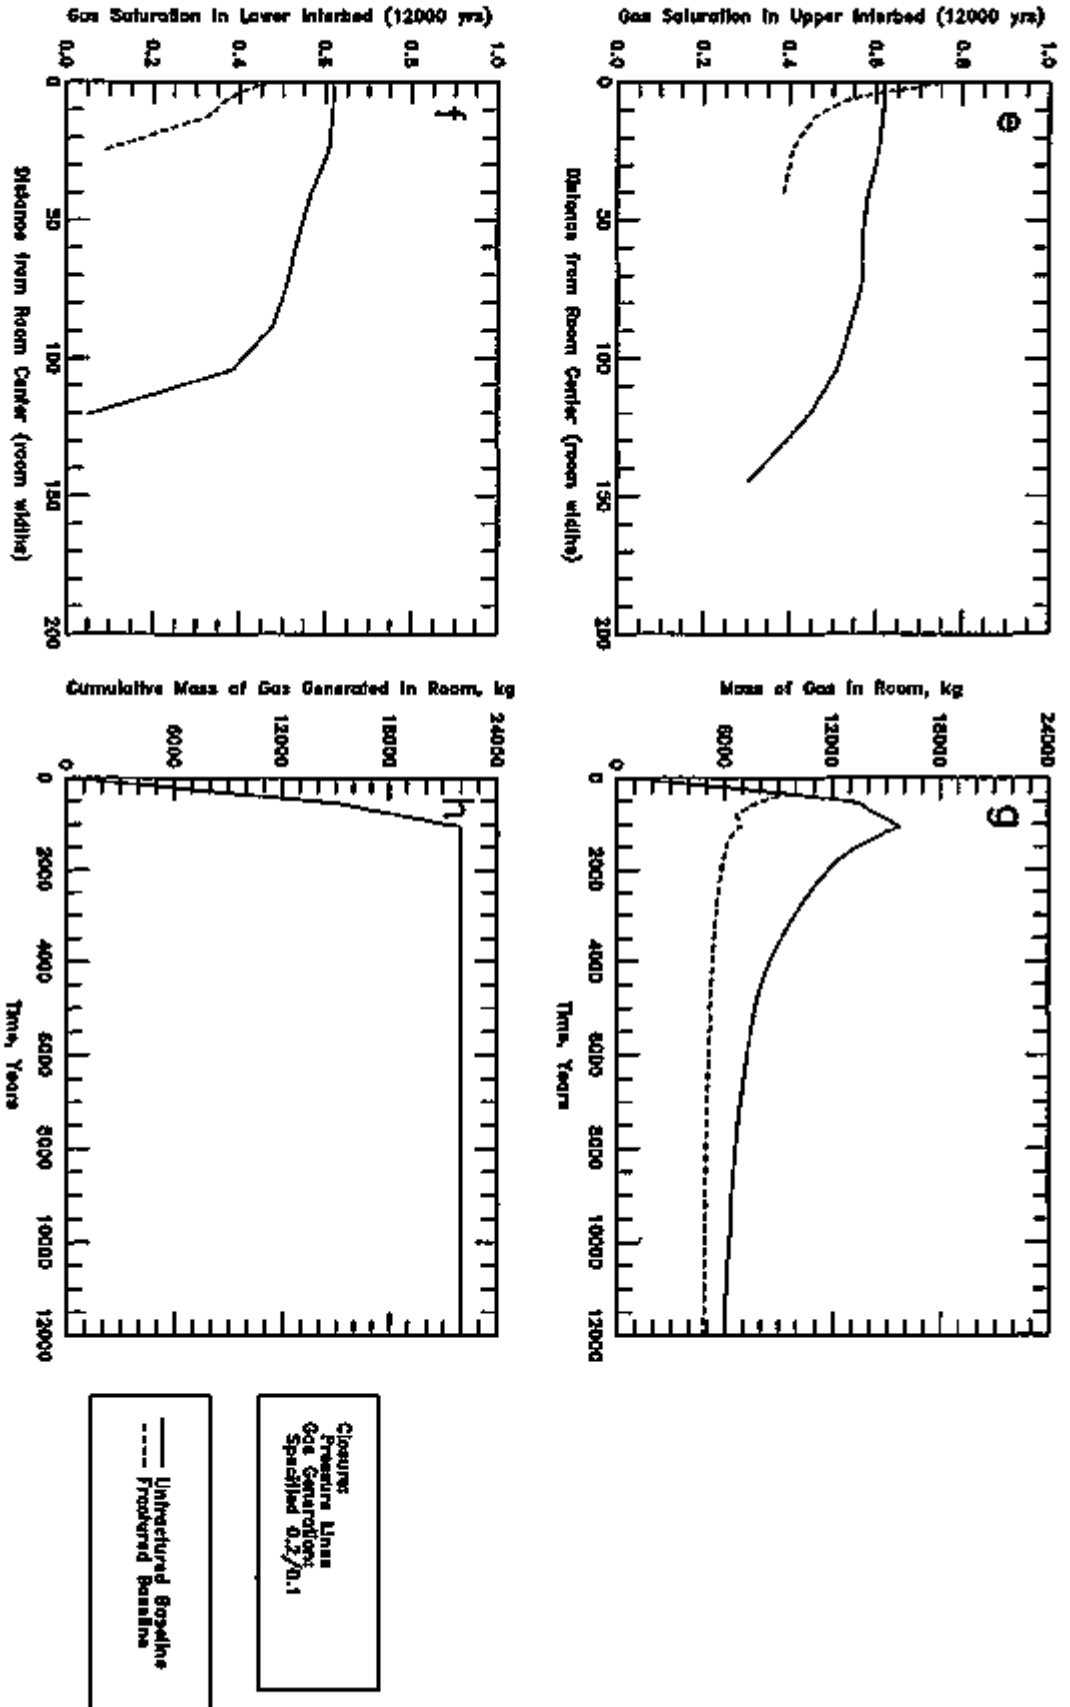 e
Gas Saturation in Upper Interbed (12000 yrs)
1.0
0.8
0.6
0.4
0.2
0.0
0
50
100
150
200
Distance from Room Center (room widths)
g
Mass of Gas in Room, kg
24000
18000
12000
6000
0
0
2000
4000
6000
8000
10000
12000
Time, Years
f
Gas Saturation in Lower Interbed (12000 yrs)
1.0
0.8
0.6
0.4
0.2
0.0
0
50
100
150
200
Distance from Room Center (room widths)
h
Cumulative Mass of Gas Generated in Room, kg
24000
18000
12000
6000
0
0
2000
4000
6000
8000
10000
12000
Time, Years
Closure:
Pressure Lines
Gas Generation:
Specified 0.2/0.1
Unfractured Baseline
Fractured Baseline